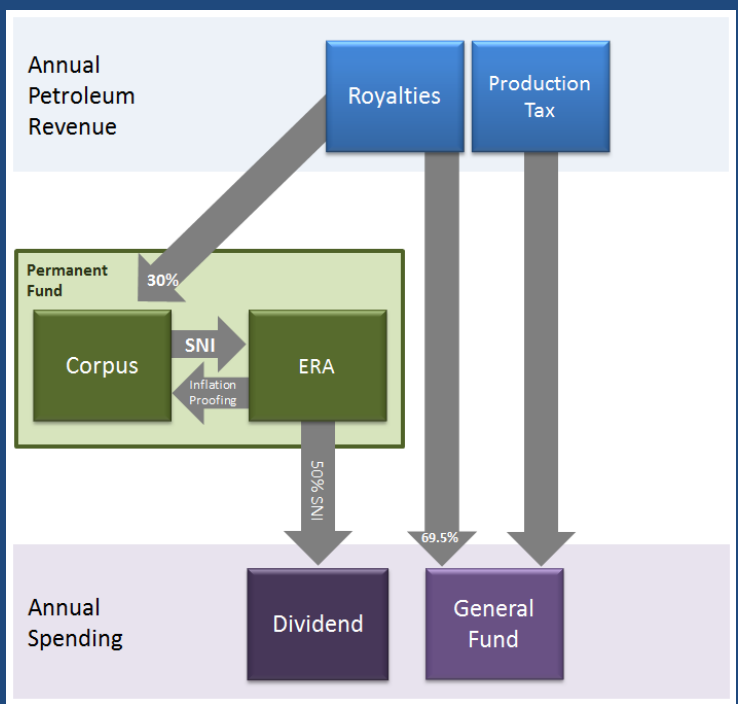 Annual
Petroleum
Revenue
Royalties
Production
Tax
30%
Permanent
Fund
Corpus
SNI
Inflation
Proofing
ERA
50% SNI
69.5%
Annual
Spending
Dividend
General
Fund